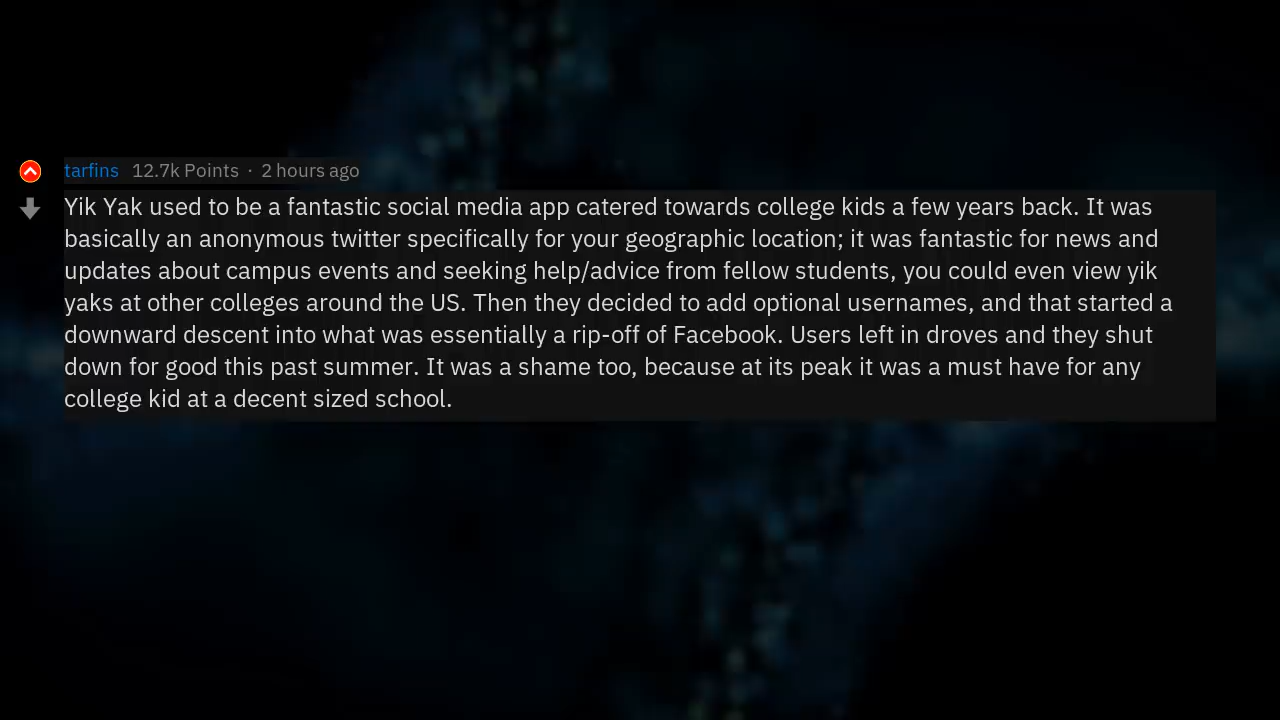 tarfins 12.7k Points · 2 hours ago
Yik Yak used to be a fantastic social media app catered towards college kids a few years back. It was
basically an anonymous twitter specifically for your geographic location; it was fantastic for news and
updates about campus events and seeking help/advice from fellow students, you could even view yik
yaks at other colleges around the US. Then they decided to add optional usernames, and that started a
downward descent into what was essentially a rip-off of Facebook. Users left in droves and they shut
down for good this past summer. It was a shame too, because at its peak it was a must have for any
college kid at a decent sized school.